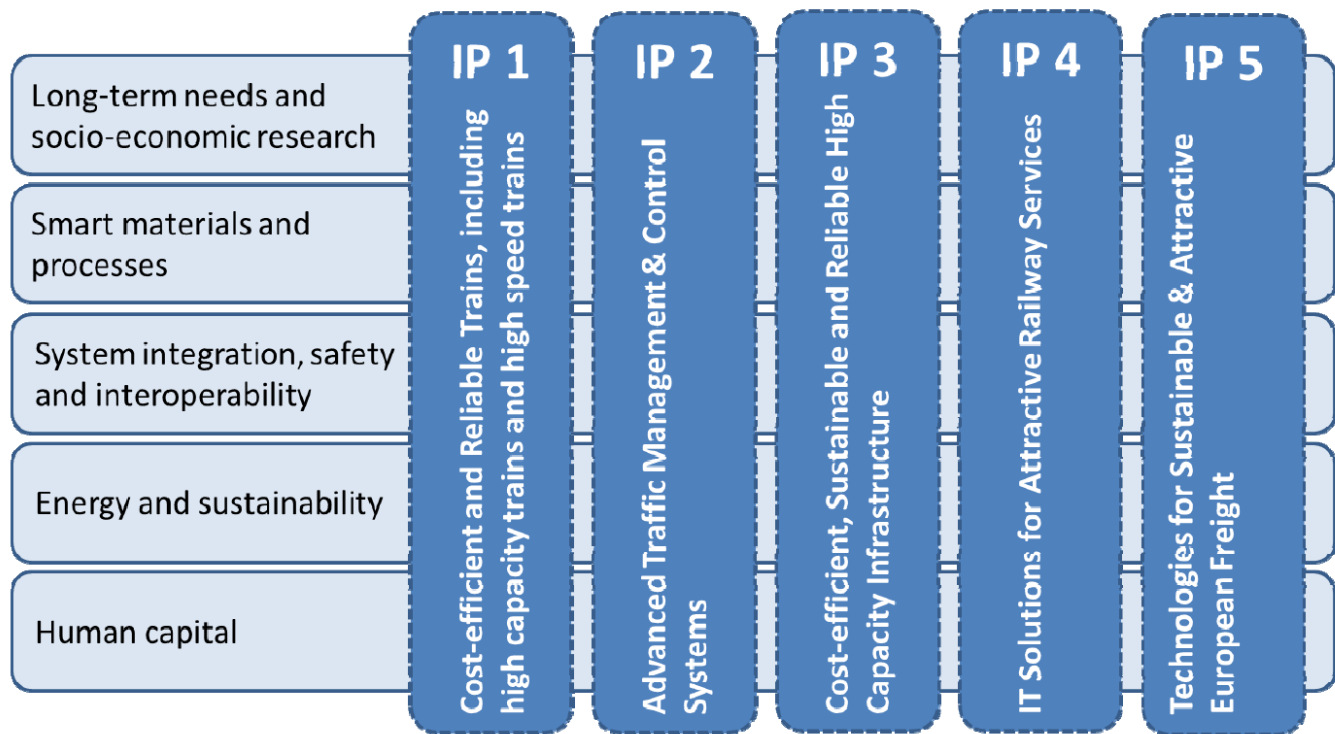 Long-term needs and
socio-economic research
Smart materials and
processes
System integration, safety
and interoperability
Energy and sustainability
Human capital
IP 1
Cost-efficient and Reliable Trains, including
high capacity trains and high speed trains
IP 2
Advanced Traffic Management & Control
Systems
IP 3
Cost-efficient, Sustainable and Reliable High
Capacity Infrastructure
IP 4
IT Solutions for Attractive Railway Services
IP 5
Technologies for Sustainable & Attractive
European Freight